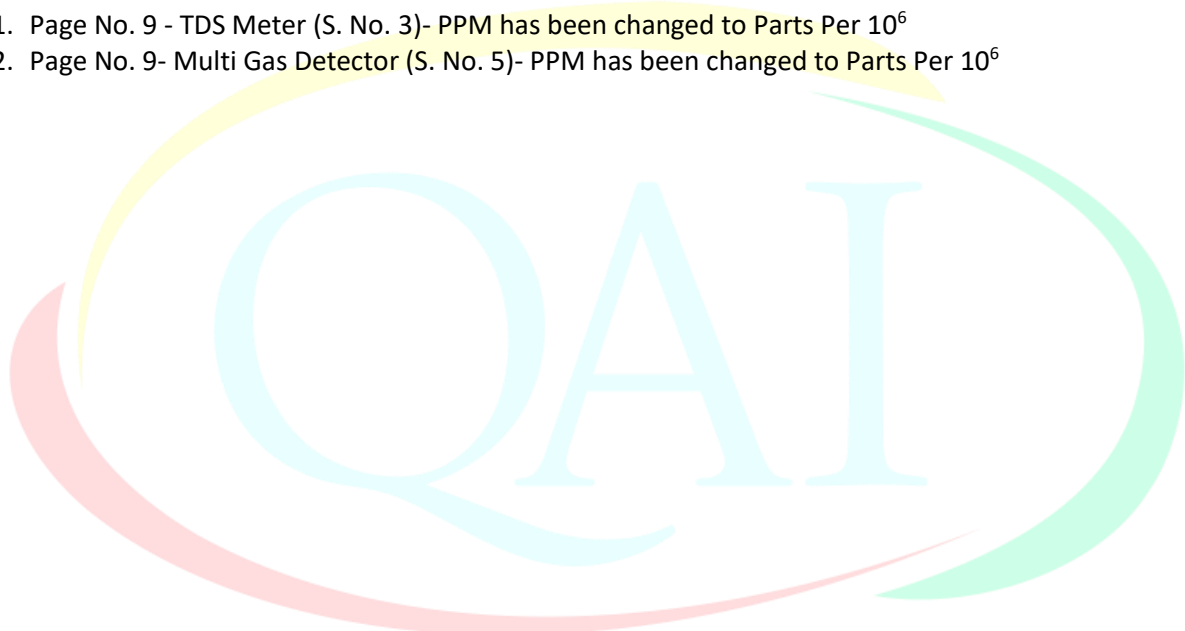 1. Page No. 9 - TDS Meter (S. No. 3)- PPM has been changed to Parts Per 10⁶
2. Page No. 9- Multi Gas Detector (S. No. 5)- PPM has been changed to Parts Per 10⁶
QAI